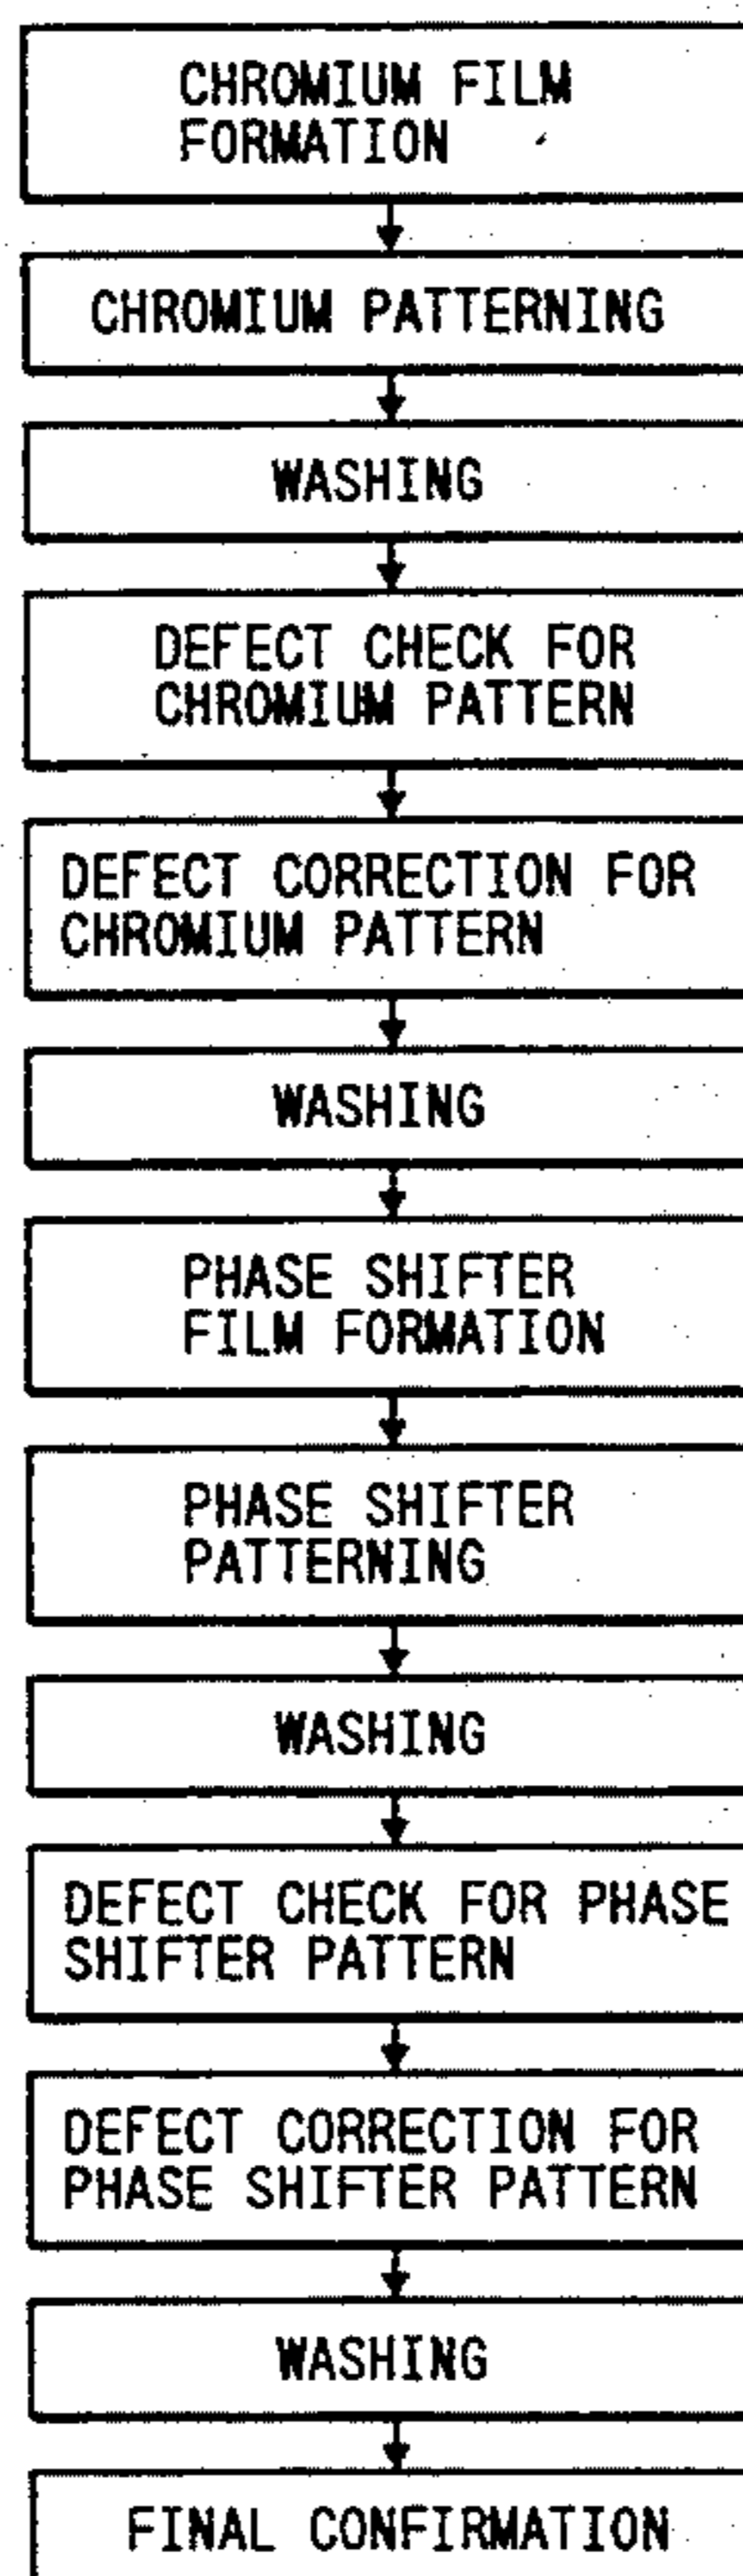 CHROMIUM FILM
FORMATION
CHROMIUM PATTERNING
WASHING
DEFECT CHECK FOR
CHROMIUM PATTERN
DEFECT CORRECTION FOR
CHROMIUM PATTERN
WASHING
PHASE SHIFTER
FILM FORMATION
PHASE SHIFTER
PATTERNING
WASHING
DEFECT CHECK FOR PHASE
SHIFTER PATTERN
DEFECT CORRECTION FOR
PHASE SHIFTER PATTERN
WASHING
FINAL CONFIRMATION